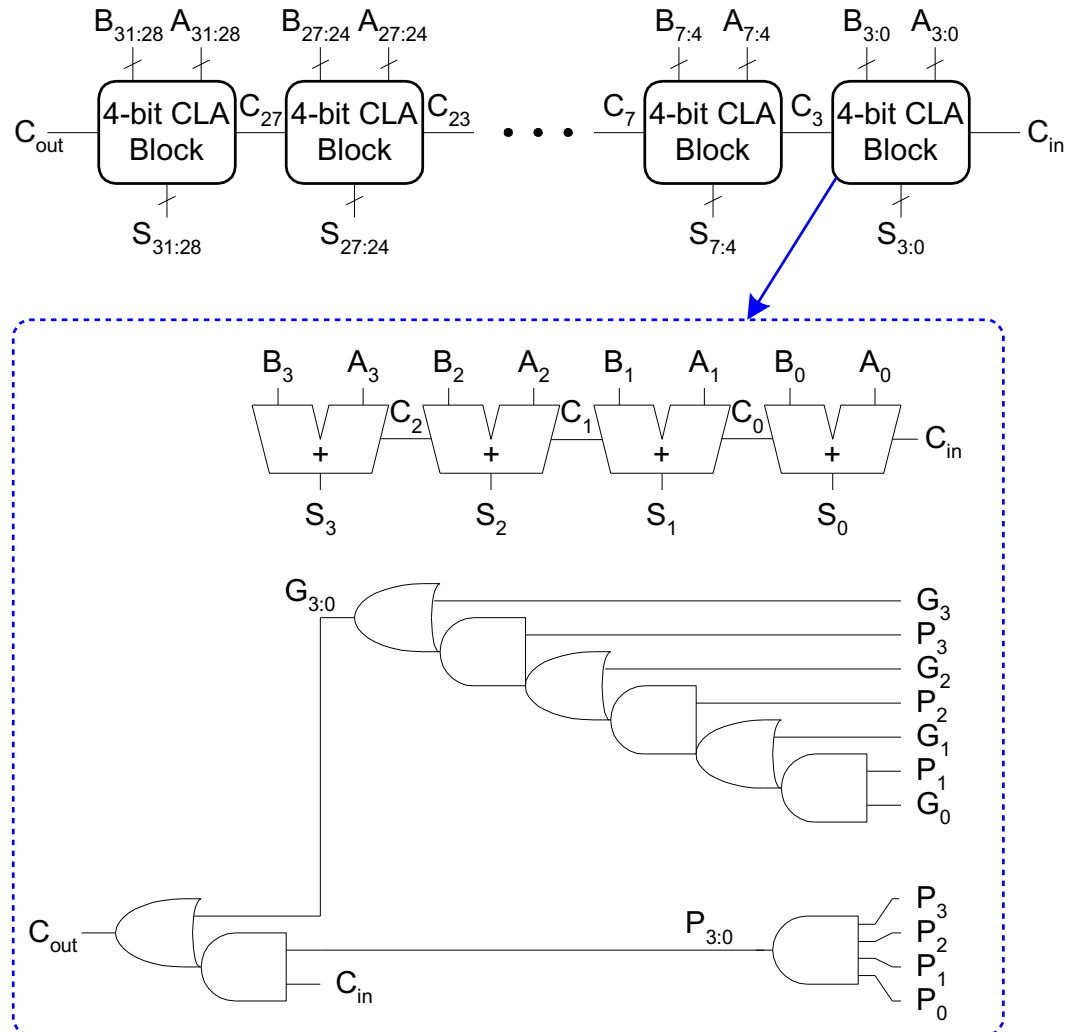 B31:28 A31:28 B27:24 A27:24 B7:4 A7:4 B3:0 A3:0
Cout 4-bit CLA Block C27 4-bit CLA Block C23 C7 4-bit CLA Block C3 4-bit CLA Block Cin
S31:28 S27:24 S7:4 S3:0
B3 A3 B2 A2 B1 A1 B0 A0
C2 C1 C0 Cin
+ + + +
S3 S2 S1 S0
G3:0
G3
P3
G2
P2
G1
P1
G0
Cout
P3:0
P3
P2
P1
P0
Cin